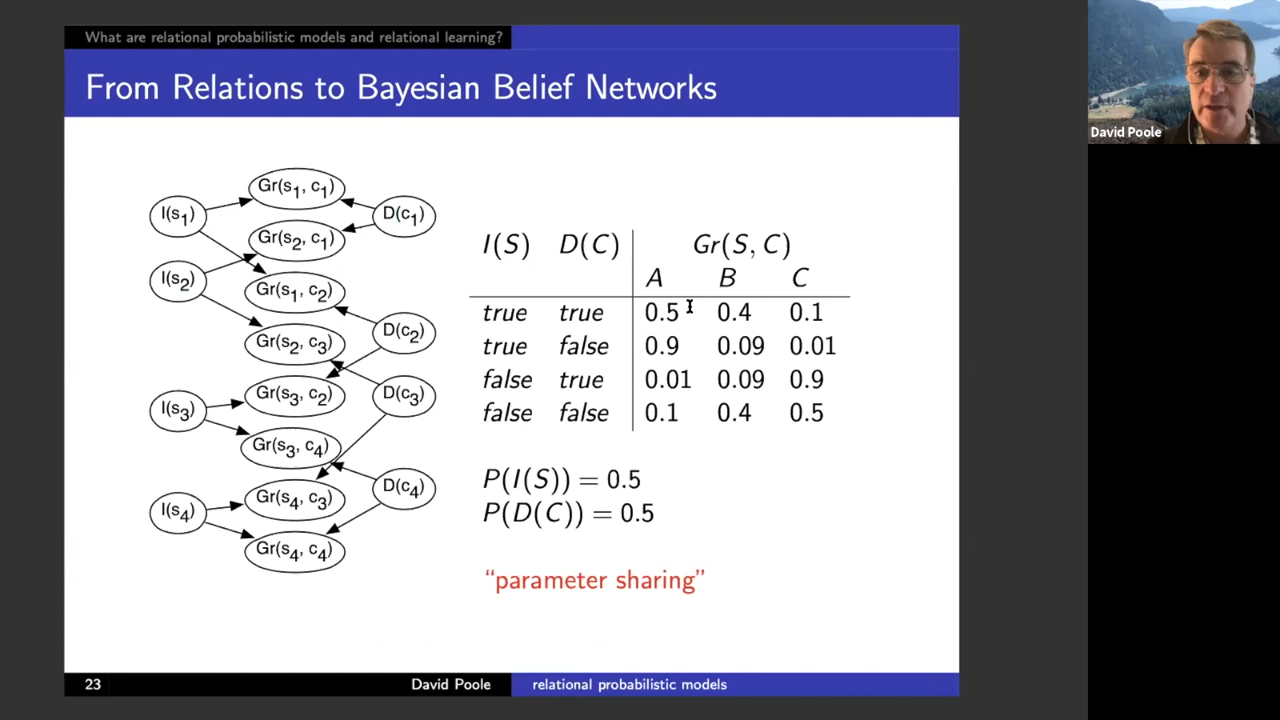 What are relational probabilistic models and relational learning?
From Relations to Bayesian Belief Networks
David Poole
Gr(s1, c1)
I(s1)
D(c1)
Gr(s2, c1)
I(s2)
Gr(s1, c2)
D(c2)
Gr(s2, c3)
Gr(s3, c2)
D(c3)
I(s3)
Gr(s3, c4)
D(c4)
Gr(s4, c3)
I(s4)
Gr(s4, c4)
I(S) D(C) Gr(S, C)
A B C
true true 0.5 0.4 0.1
true false 0.9 0.09 0.01
false true 0.01 0.09 0.9
false false 0.1 0.4 0.5
P(I(S)) = 0.5
P(D(C)) = 0.5
“parameter sharing”
23 David Poole relational probabilistic models